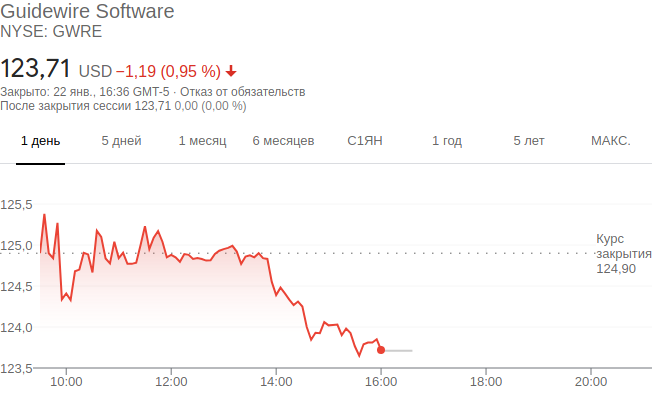 Guidewire Software
NYSE: GWRE
123,71 USD −1,19 (0,95 %)
Закрыто: 22 янв., 16:36 GMT-5 · Отказ от обязательств
После закрытия сессии 123,71 0,00 (0,00 %)
1 день 5 дней 1 месяц 6 месяцев С1ЯН 1 год 5 лет МАКС.
125,5
125,0
124,5
124,0
123,5
Курс
закрытия
124,90
10:00 12:00 14:00 16:00 18:00 20:00